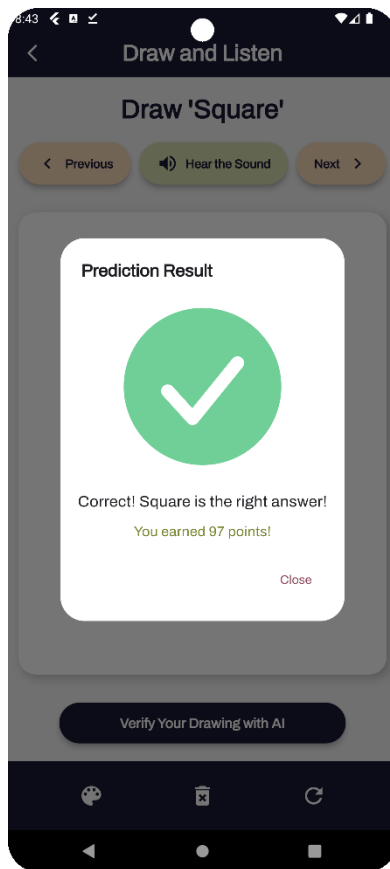 8:43
Draw and Listen
Draw 'Square'
Previous
Hear the Sound
Next
Prediction Result
Correct! Square is the right answer!
You earned 97 points!
Close
Verify Your Drawing with AI